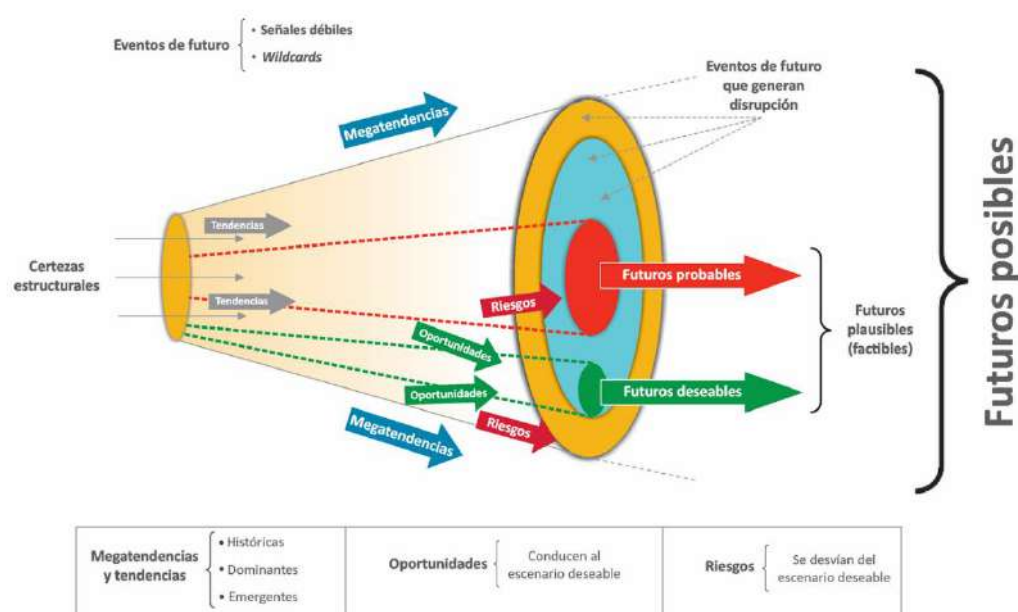 Eventos de futuro
• Señales débiles
• Wildcards
Megatendencias
Eventos de futuro
que generan
disrupción
Tendencias
Certezas
estructurales
Tendencias
Riesgos
Futuros probables
Oportunidades
Oportunidades
Futuros deseables
Riesgos
Megatendencias
Futuros
plausibles
(factibles)
Futuros posibles
Megatendencias
y tendencias
• Históricas
• Dominantes
• Emergentes
Oportunidades
Conducen al
escenario deseable
Riesgos
Se desvían del
escenario deseable